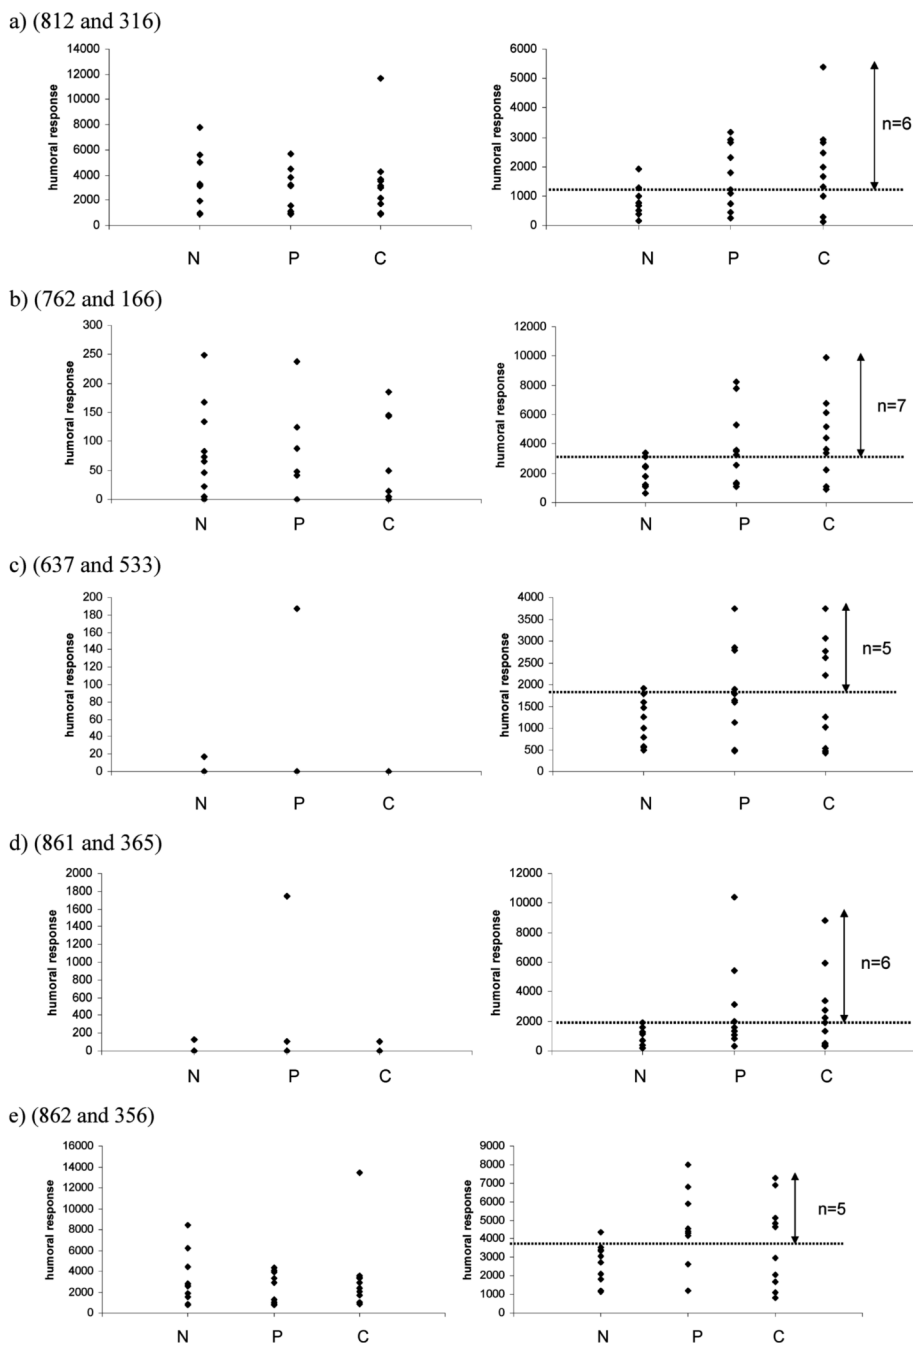 a) (812 and 316)
humoral response
14000
12000
10000
8000
6000
4000
2000
0
N P C
humoral response
6000
5000
4000
3000
2000
1000
0
n=6
N P C
b) (762 and 166)
humoral response
300
250
200
150
100
50
0
N P C
humoral response
12000
10000
8000
6000
4000
2000
0
n=7
N P C
c) (637 and 533)
humoral response
200
180
160
140
120
100
80
60
40
20
0
N P C
humoral response
4000
3500
3000
2500
2000
1500
1000
500
0
n=5
N P C
d) (861 and 365)
humoral response
2000
1800
1600
1400
1200
1000
800
600
400
200
0
N P C
humoral response
12000
10000
8000
6000
4000
2000
0
n=6
N P C
e) (862 and 356)
humoral response
16000
14000
12000
10000
8000
6000
4000
2000
0
N P C
humoral response
9000
8000
7000
6000
5000
4000
3000
2000
1000
0
n=5
N P C